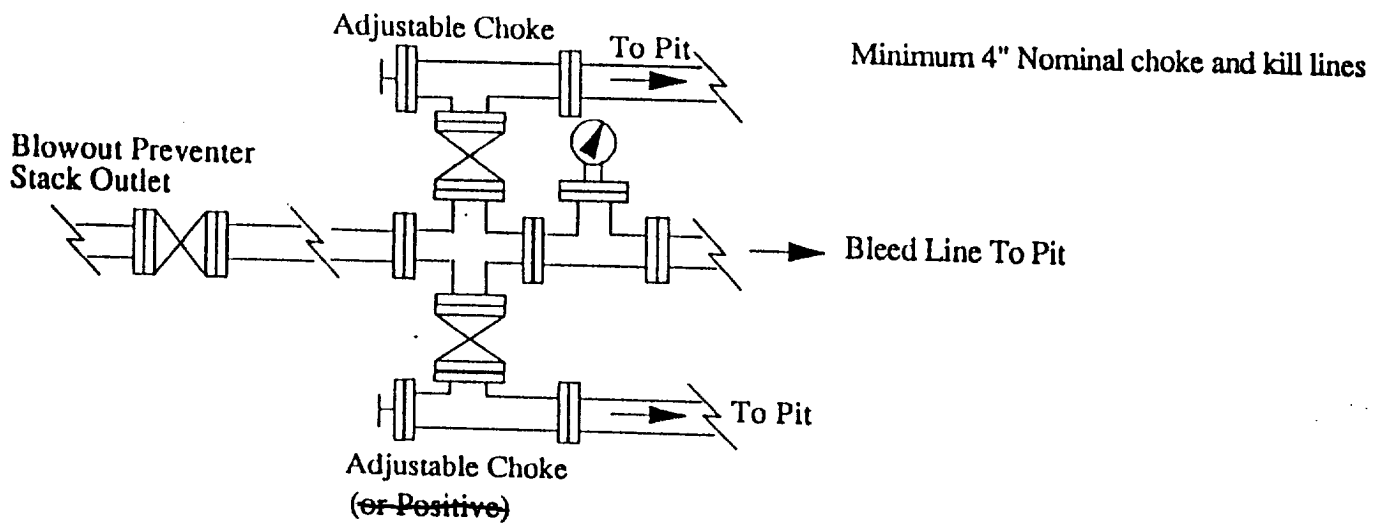 Adjustable Choke
To Pit
Minimum 4" Nominal choke and kill lines
Blowout Preventer
Stack Outlet
Bleed Line To Pit
To Pit
Adjustable Choke
(or Positive)